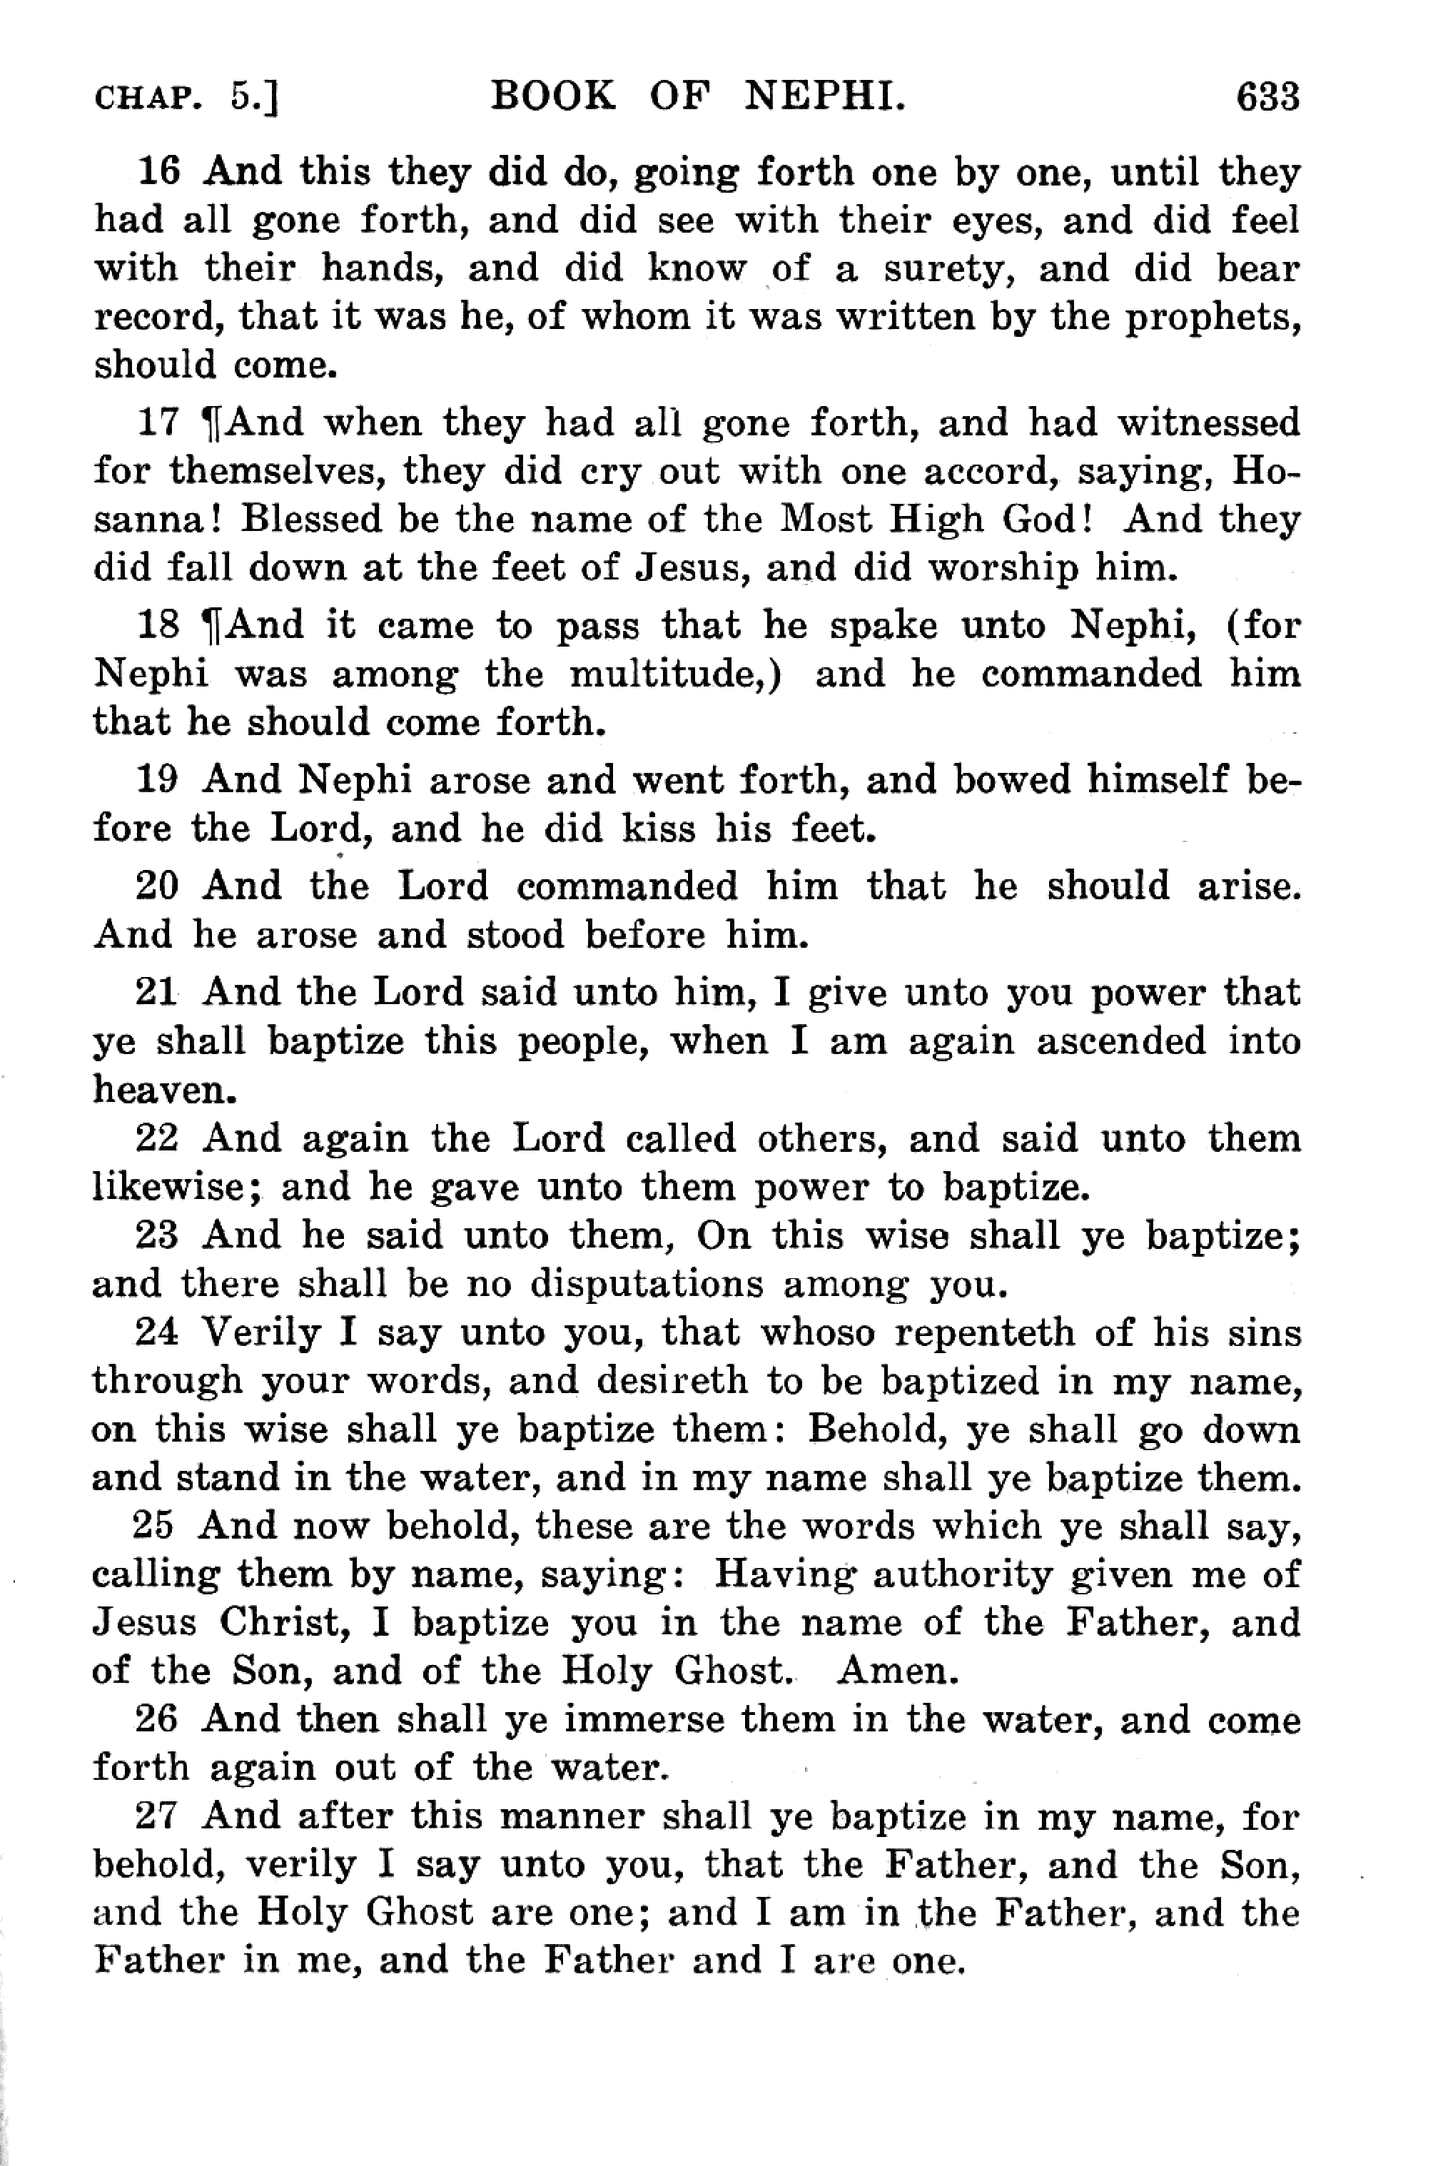 CHAP. 5.] BOOK OF NEPHI. 633
16 And this they did do, going forth one by one, until they
had all gone forth, and did see with their eyes, and did feel
with their hands, and did know of a surety, and did bear
record, that it was he, of whom it was written by the prophets,
should come.
17 ¶And when they had all gone forth, and had witnessed
for themselves, they did cry out with one accord, saying, Ho-
sanna! Blessed be the name of the Most High God! And they
did fall down at the feet of Jesus, and did worship him.
18 ¶And it came to pass that he spake unto Nephi, (for
Nephi was among the multitude,) and he commanded him
that he should come forth.
19 And Nephi arose and went forth, and bowed himself be-
fore the Lord, and he did kiss his feet.
20 And the Lord commanded him that he should arise.
And he arose and stood before him.
21 And the Lord said unto him, I give unto you power that
ye shall baptize this people, when I am again ascended into
heaven.
22 And again the Lord called others, and said unto them
likewise; and he gave unto them power to baptize.
23 And he said unto them, On this wise shall ye baptize;
and there shall be no disputations among you.
24 Verily I say unto you, that whoso repenteth of his sins
through your words, and desireth to be baptized in my name,
on this wise shall ye baptize them: Behold, ye shall go down
and stand in the water, and in my name shall ye baptize them.
25 And now behold, these are the words which ye shall say,
calling them by name, saying: Having authority given me of
Jesus Christ, I baptize you in the name of the Father, and
of the Son, and of the Holy Ghost. Amen.
26 And then shall ye immerse them in the water, and come
forth again out of the water.
27 And after this manner shall ye baptize in my name, for
behold, verily I say unto you, that the Father, and the Son,
and the Holy Ghost are one; and I am in the Father, and the
Father in me, and the Father and I are one.